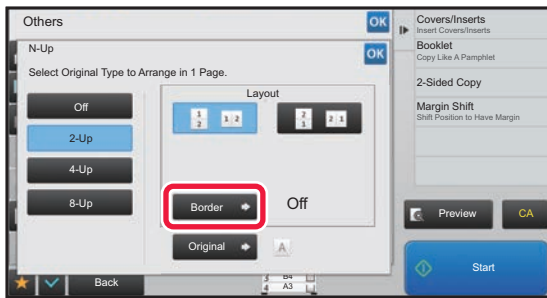 Others
OK
N-Up
OK
Select Original Type to Arrange in 1 Page.
Off
2-Up
4-Up
8-Up
Layout
1
2
1 2
2
1
2 1
Border
Off
Original
A
Back
3 B4
4 A3
Covers/Inserts
Insert Covers/Inserts
Booklet
Copy Like A Pamphlet
2-Sided Copy
Margin Shift
Shift Position to Have Margin
Preview
CA
Start